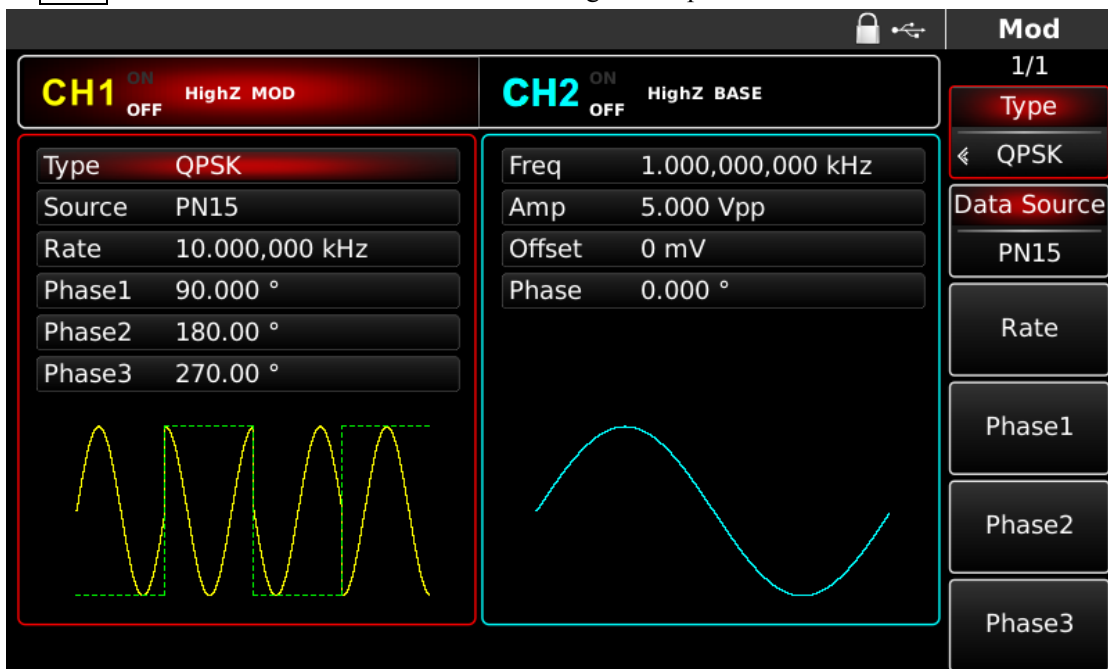 Mod
1/1
CH1 ON OFF HighZ MOD
CH2 ON OFF HighZ BASE
Type QPSK
Source PN15
Rate 10.000,000 kHz
Phase1 90.000 °
Phase2 180.00 °
Phase3 270.00 °
Freq 1.000,000,000 kHz
Amp 5.000 Vpp
Offset 0 mV
Phase 0.000 °
Type
QPSK
Data Source
PN15
Rate
Phase1
Phase2
Phase3